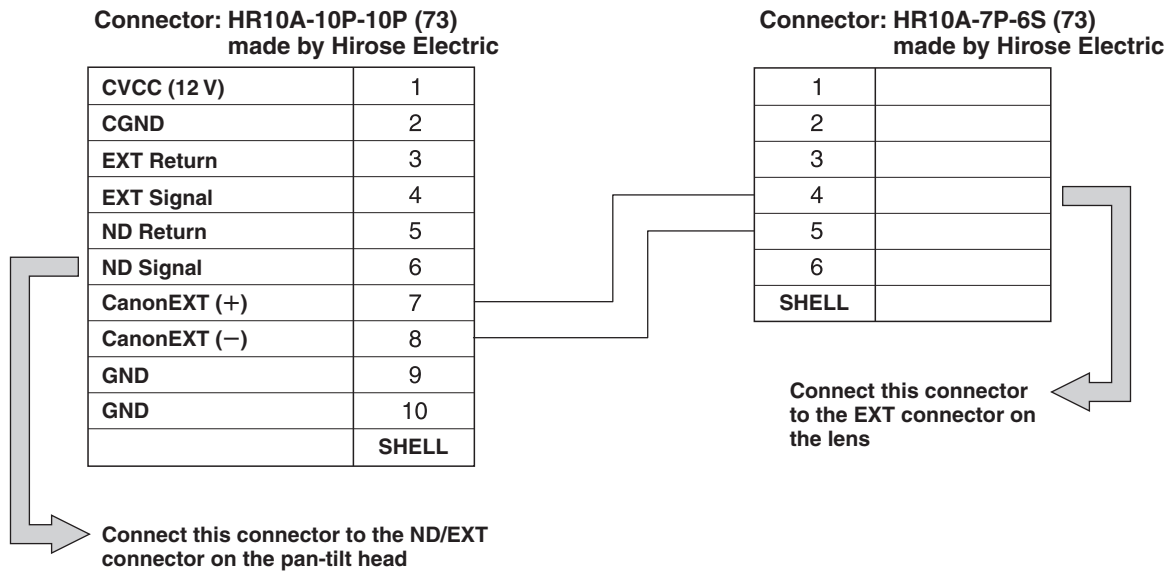 Connector: HR10A-10P-10P (73)
made by Hirose Electric
CVCC (12 V) 1
CGND 2
EXT Return 3
EXT Signal 4
ND Return 5
ND Signal 6
CanonEXT (+) 7
CanonEXT (−) 8
GND 9
GND 10
SHELL
Connect this connector to the ND/EXT
connector on the pan-tilt head
Connector: HR10A-7P-6S (73)
made by Hirose Electric
1
2
3
4
5
6
SHELL
Connect this connector
to the EXT connector on
the lens